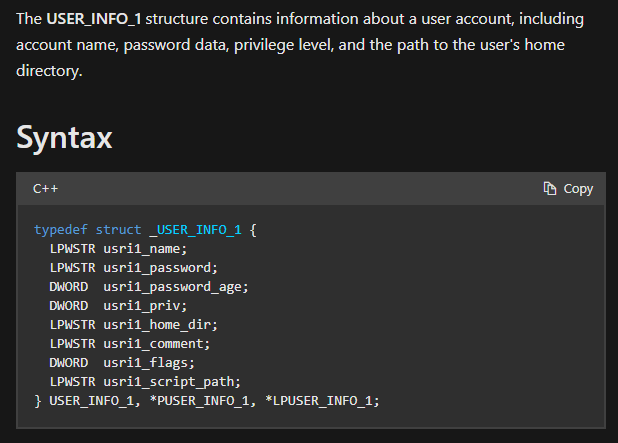 The USER_INFO_1 structure contains information about a user account, including
account name, password data, privilege level, and the path to the user's home
directory.
Syntax
C++ Copy
typedef struct _USER_INFO_1 {
  LPWSTR usri1_name;
  LPWSTR usri1_password;
  DWORD  usri1_password_age;
  DWORD  usri1_priv;
  LPWSTR usri1_home_dir;
  LPWSTR usri1_comment;
  DWORD  usri1_flags;
  LPWSTR usri1_script_path;
} USER_INFO_1, *PUSER_INFO_1, *LPUSER_INFO_1;